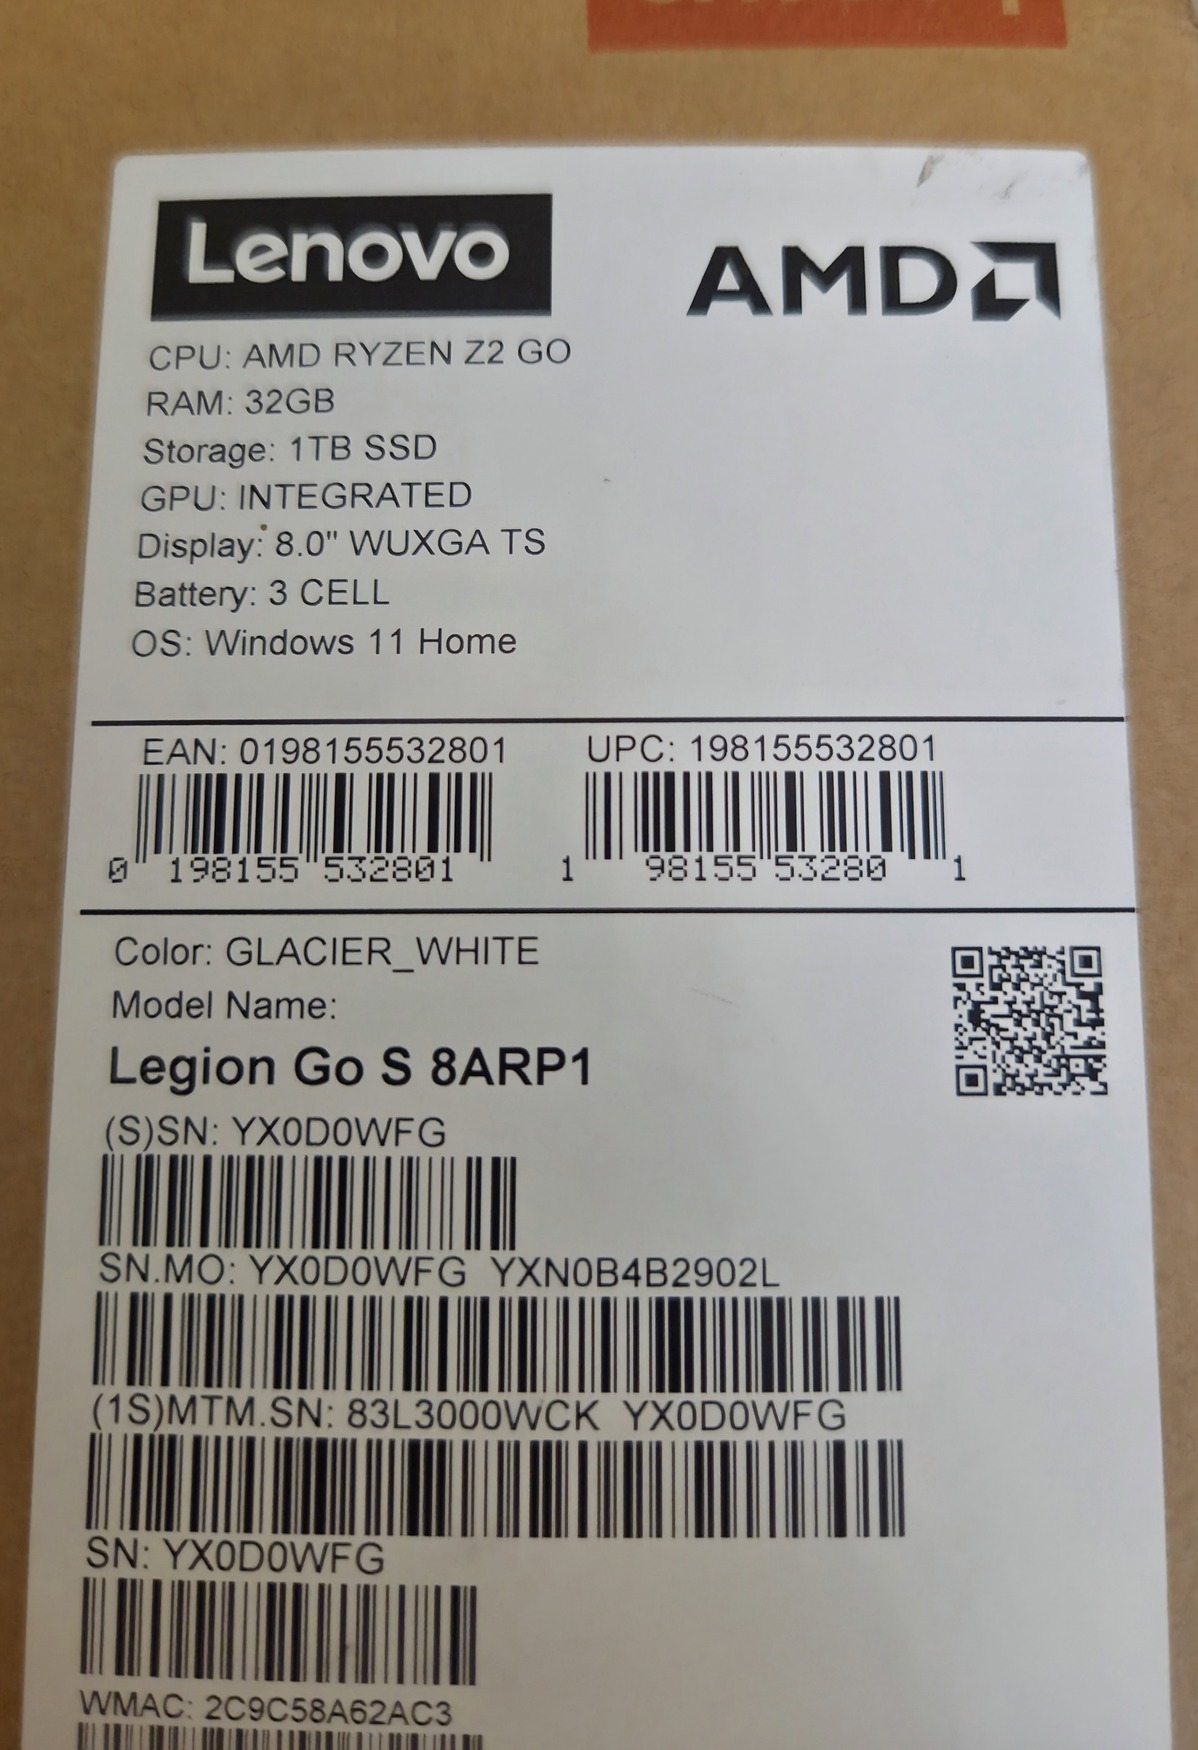 Lenovo
AMD
CPU: AMD RYZEN Z2 GO
RAM: 32GB
Storage: 1TB SSD
GPU: INTEGRATED
Display: 8.0" WUXGA TS
Battery: 3 CELL
OS: Windows 11 Home
EAN: 0198155532801 UPC: 198155532801
0 198155 532801 1 98155 53280 1
Color: GLACIER_WHITE
Model Name:
Legion Go S 8ARP1
(S)SN: YX0D0WFG
SN.MO: YX0D0WFG YXN0B4B2902L
(1S)MTM.SN: 83L3000WCK YX0D0WFG
SN: YX0D0WFG
WMAC: 2C9C58A62AC3